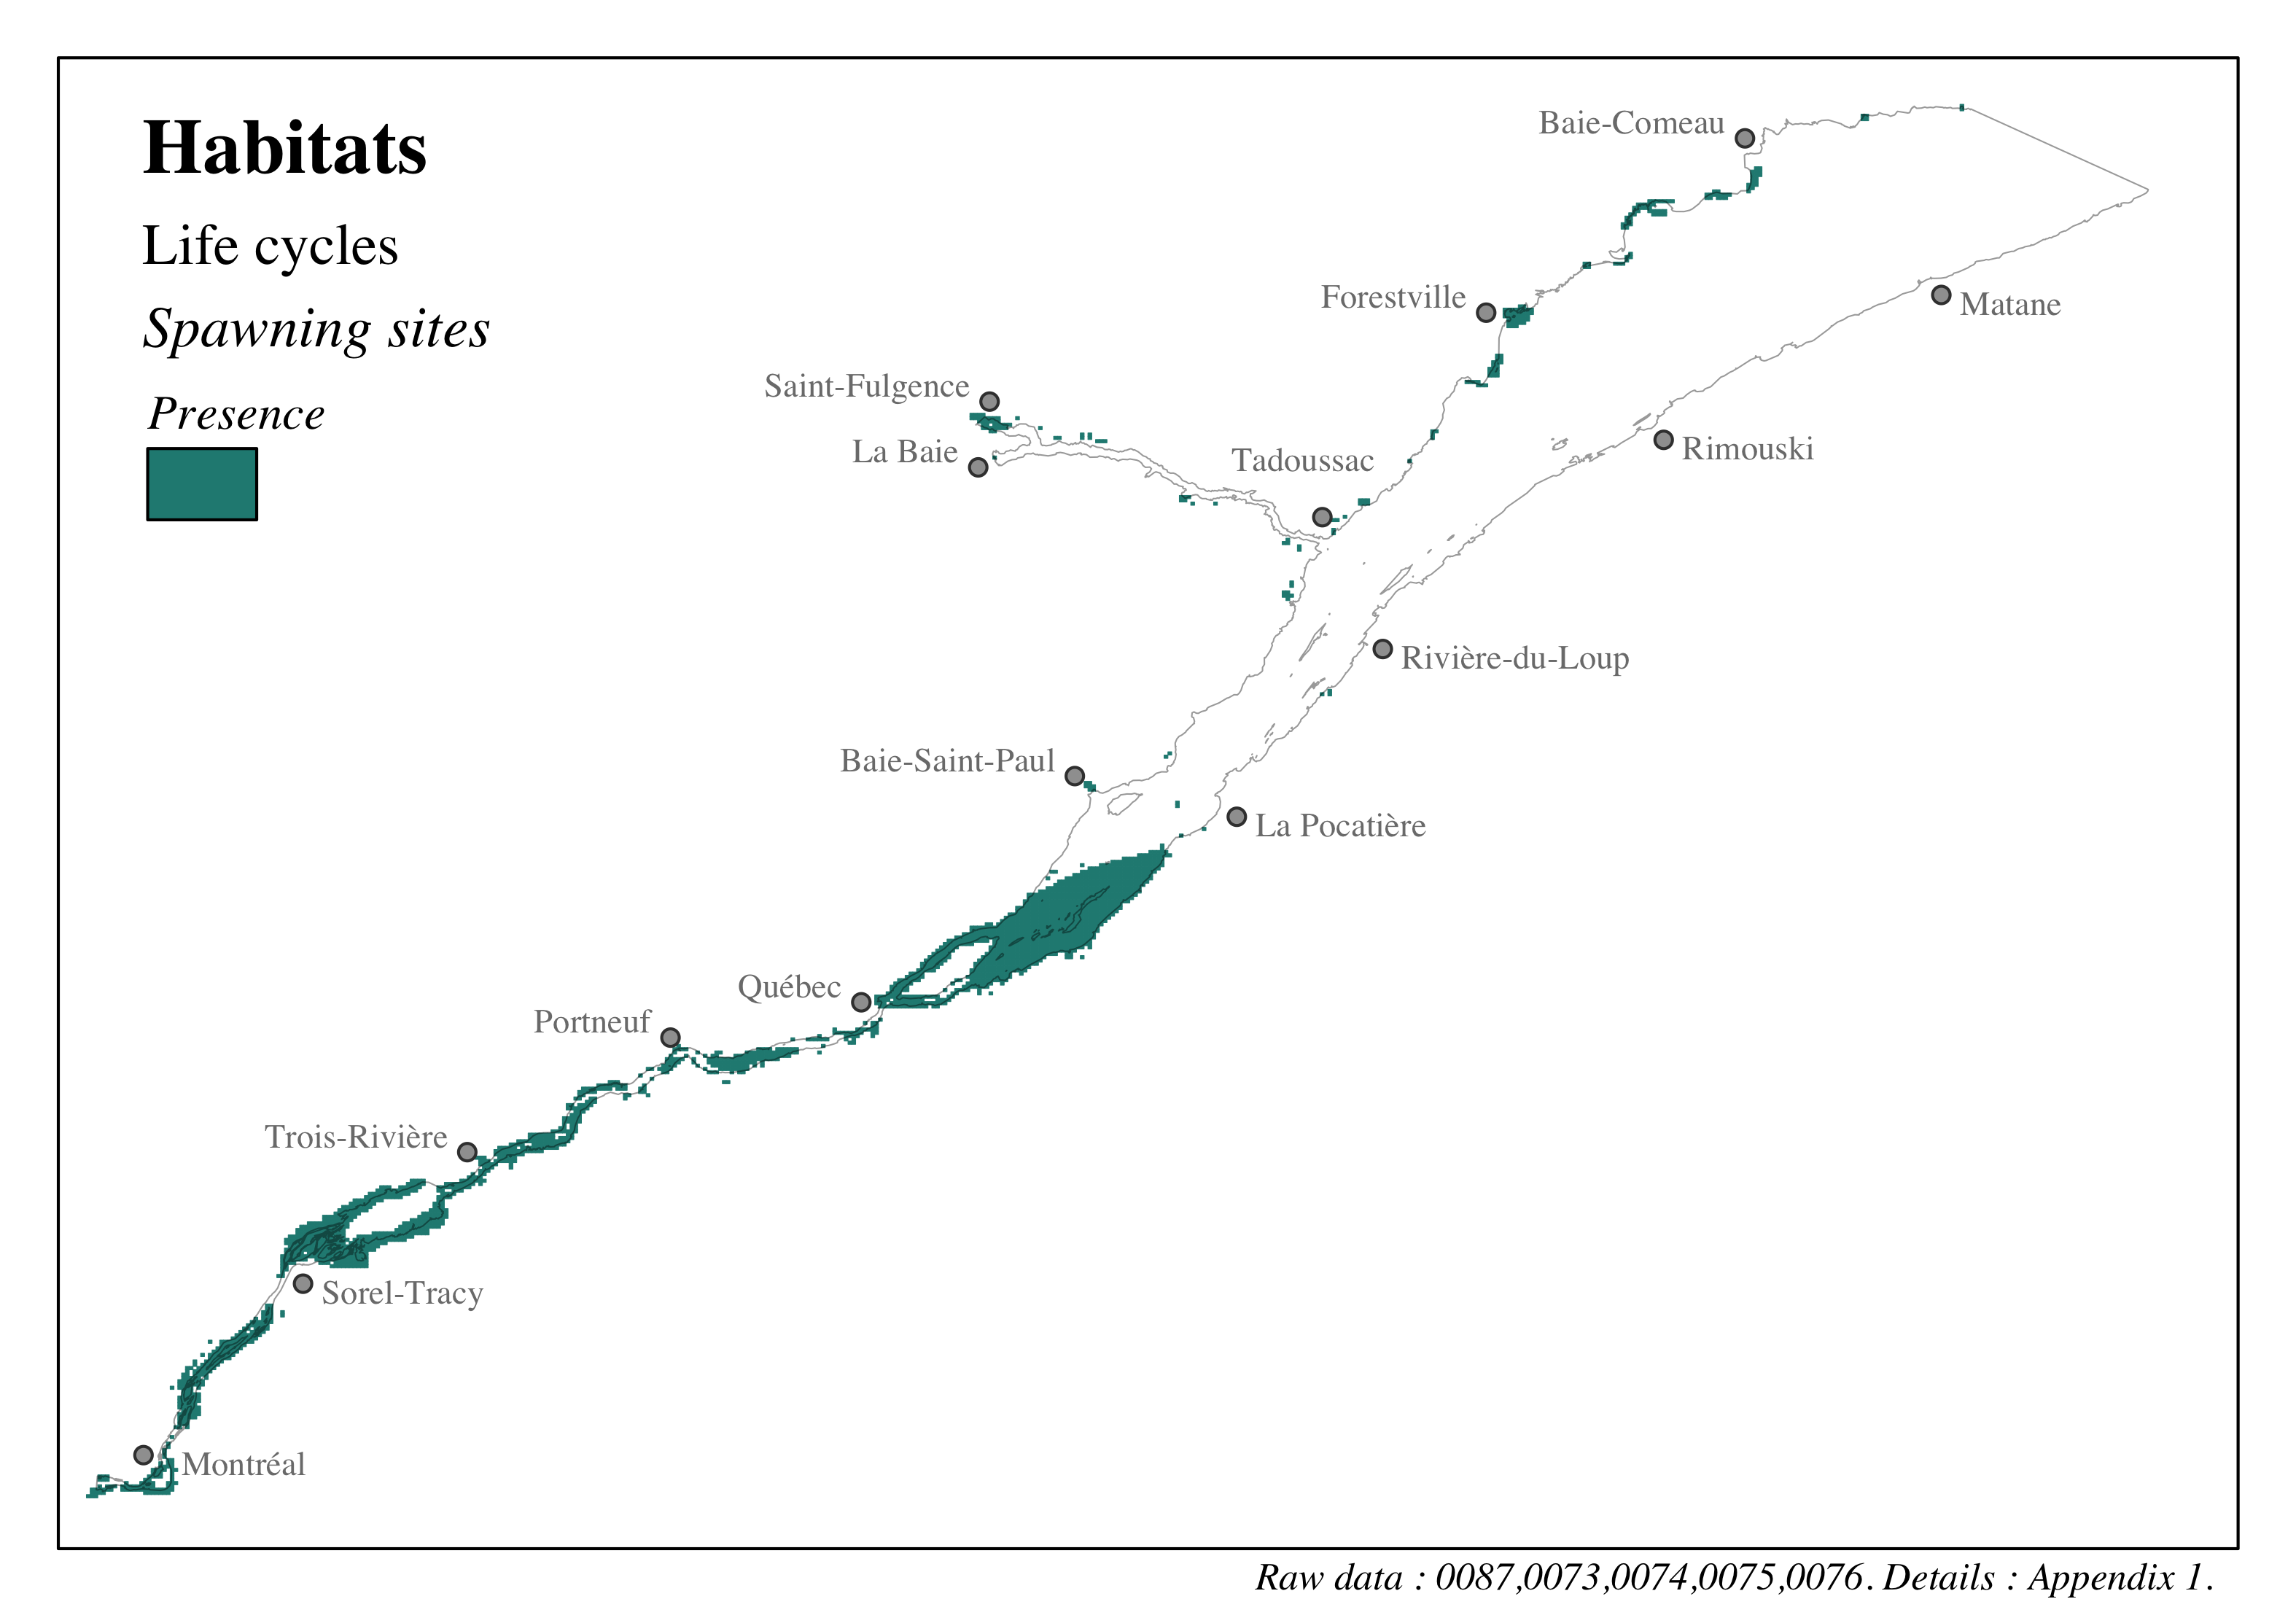 Habitats
Life cycles
Spawning sites
Presence
Baie-Comeau
Forestville
Matane
Saint-Fulgence
La Baie
Tadoussac
Rimouski
Rivière-du-Loup
Baie-Saint-Paul
La Pocatière
Québec
Portneuf
Trois-Rivière
Sorel-Tracy
Montréal
Raw data : 0087,0073,0074,0075,0076. Details : Appendix 1.